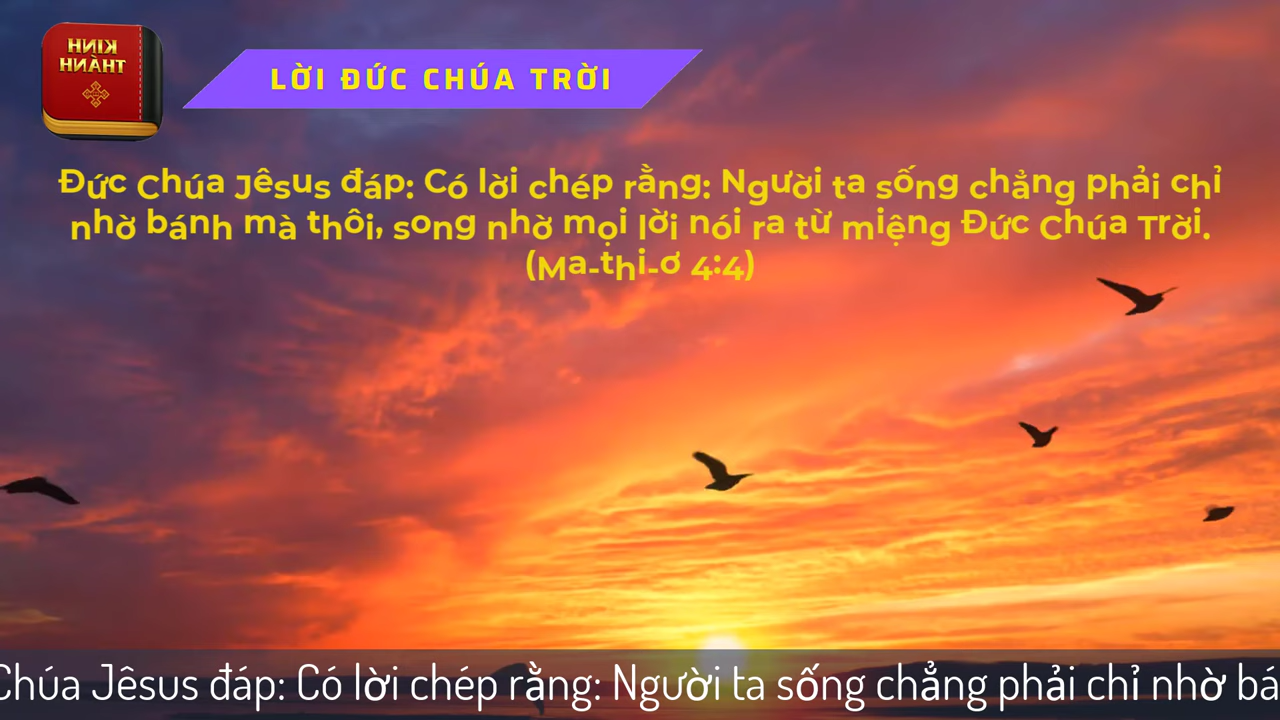 KINH
THÁNH
LỜI ĐỨC CHÚA TRỜI
Đức Chúa Jêsus đáp: Có lời chép rằng: Người ta sống chẳng phải chỉ
nhờ bánh mà thôi, song nhờ mọi lời nói ra từ miệng Đức Chúa Trời.
(Ma-thi-ơ 4:4)
Chúa Jêsus đáp: Có lời chép rằng: Người ta sống chẳng phải chỉ nhờ bá